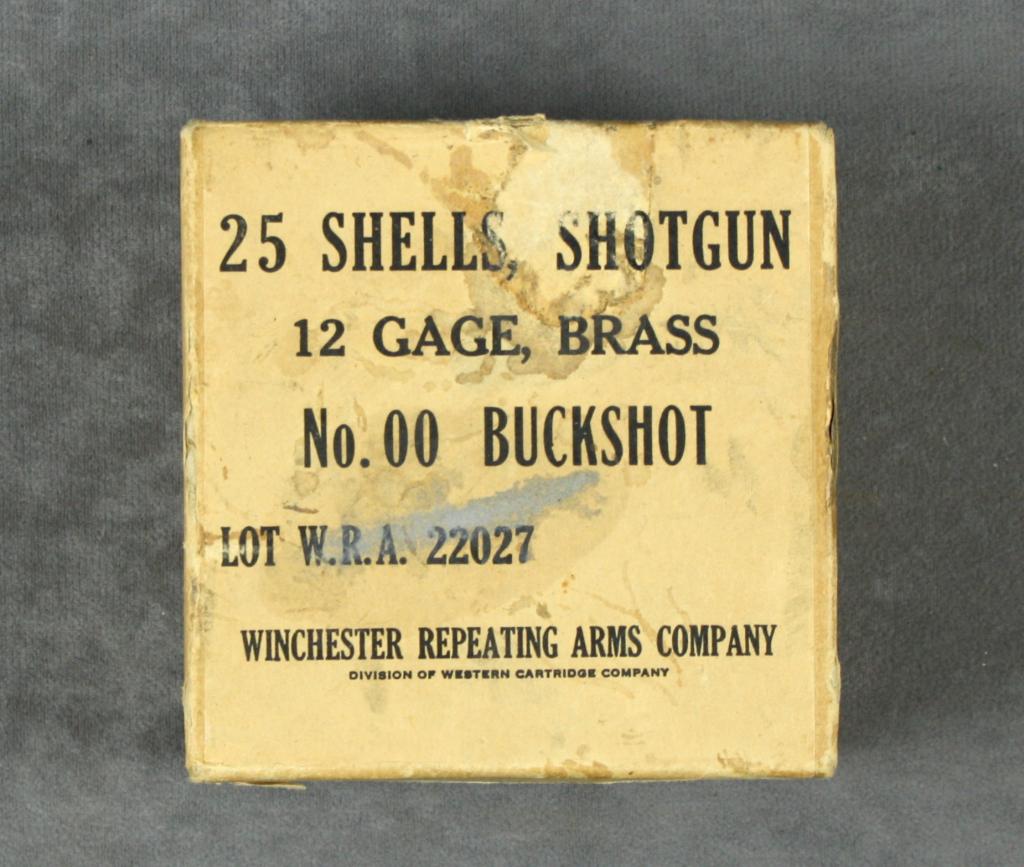 25 SHELLS, SHOTGUN
12 GAGE, BRASS
No. 00 BUCKSHOT
LOT W.R.A. 22027
WINCHESTER REPEATING ARMS COMPANY
DIVISION OF WESTERN CARTRIDGE COMPANY